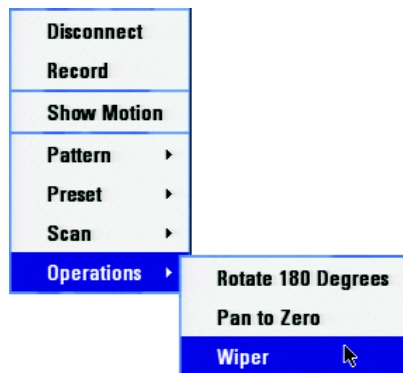 Disconnect
Record
Show Motion
Pattern
Preset
Scan
Operations
Rotate 180 Degrees
Pan to Zero
Wiper